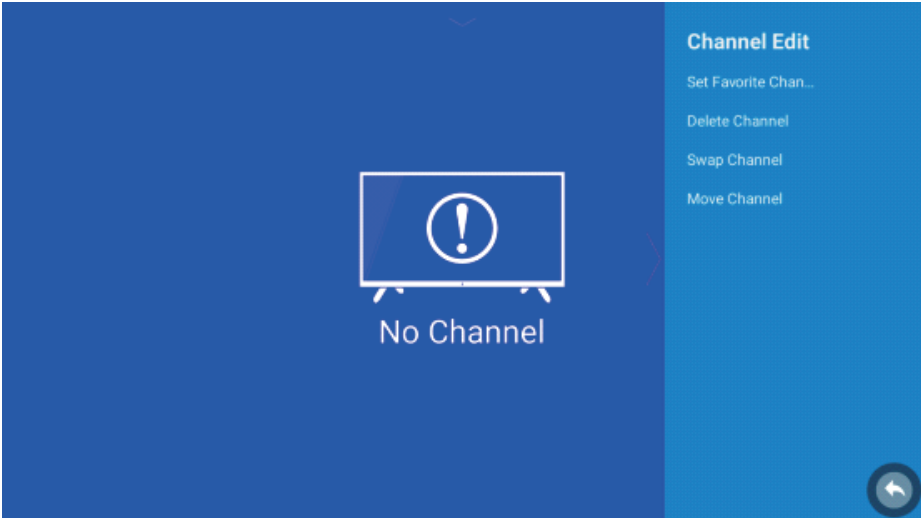 No Channel
Channel Edit
Set Favorite Chan...
Delete Channel
Swap Channel
Move Channel